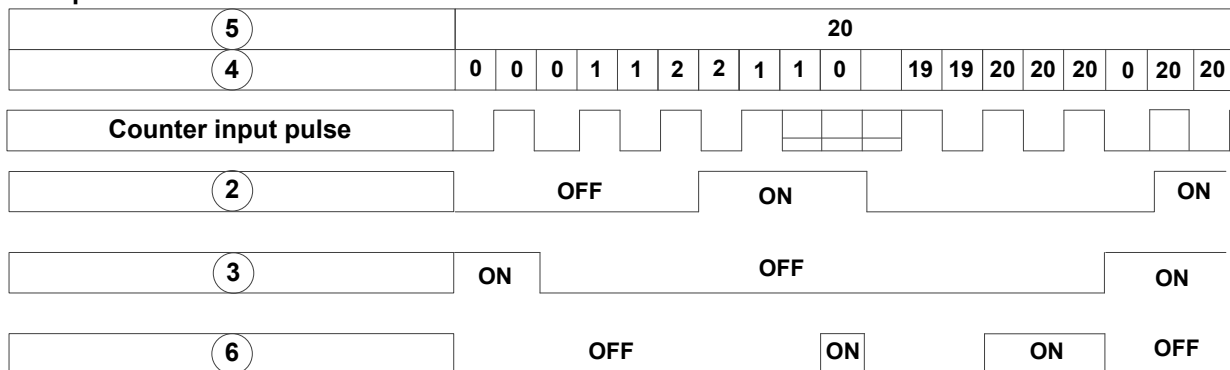 5 20
4 0 0 0 1 1 2 2 1 1 0 19 19 20 20 20 0 20 20
Counter input pulse
2 OFF ON ON
3 ON OFF ON
6 OFF ON ON OFF